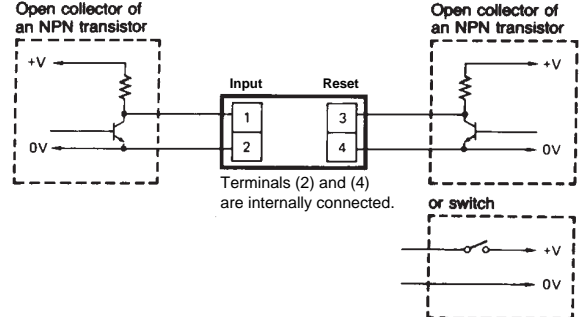 Open collector of
an NPN transistor
+V
0V
Input
Reset
1
2
3
4
Terminals (2) and (4)
are internally connected.
Open collector of
an NPN transistor
+V
0V
or switch
+V
0V